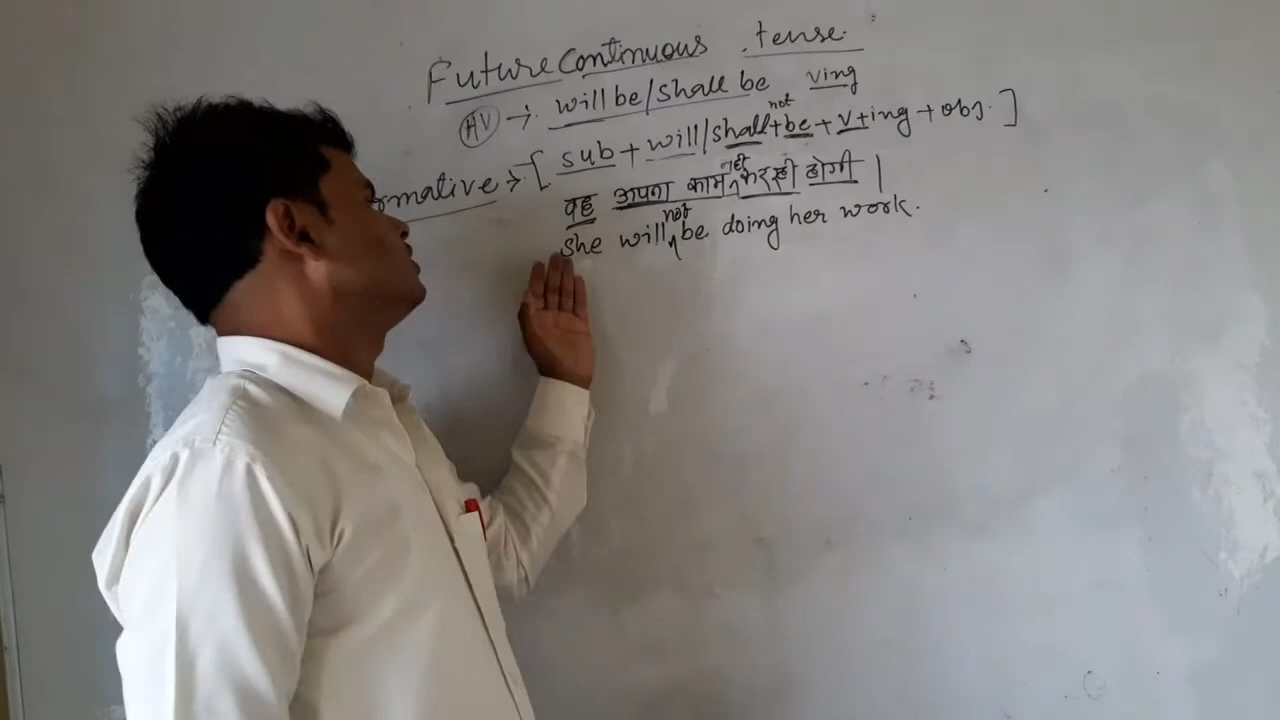 Future Continuous tense.
HV → will be/shall be ving
rmative → [sub + will/shall + not be + v+ing + obj.]
वह अपना काम नहीं कर रही होगी |
she will not be doing her work.